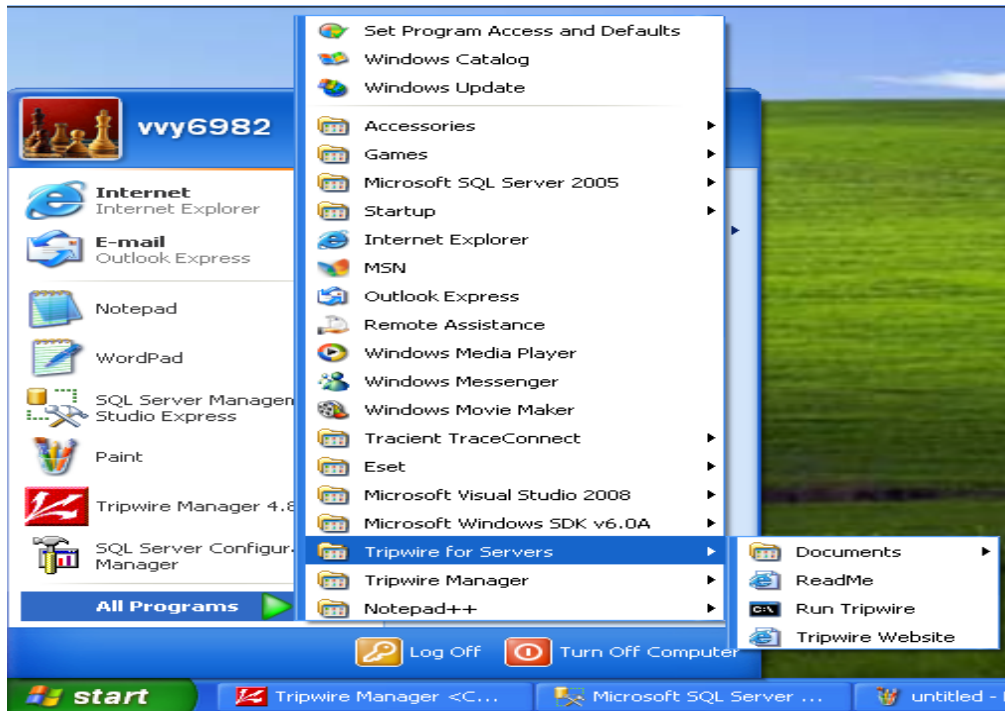 vvy6982
Internet
Internet Explorer
E-mail
Outlook Express
Notepad
WordPad
SQL Server Managem
Studio Express
Paint
Tripwire Manager 4.8
SQL Server Configur
Manager
All Programs
Set Program Access and Defaults
Windows Catalog
Windows Update
Accessories
Games
Microsoft SQL Server 2005
Startup
Internet Explorer
MSN
Outlook Express
Remote Assistance
Windows Media Player
Windows Messenger
Windows Movie Maker
Tracient TraceConnect
Eset
Microsoft Visual Studio 2008
Microsoft Windows SDK v6.0A
Tripwire for Servers
Tripwire Manager
Notepad++
Documents
ReadMe
C:\ Run Tripwire
Tripwire Website
Log Off
Turn Off Computer
start
Tripwire Manager <C...
Microsoft SQL Server ...
untitled -